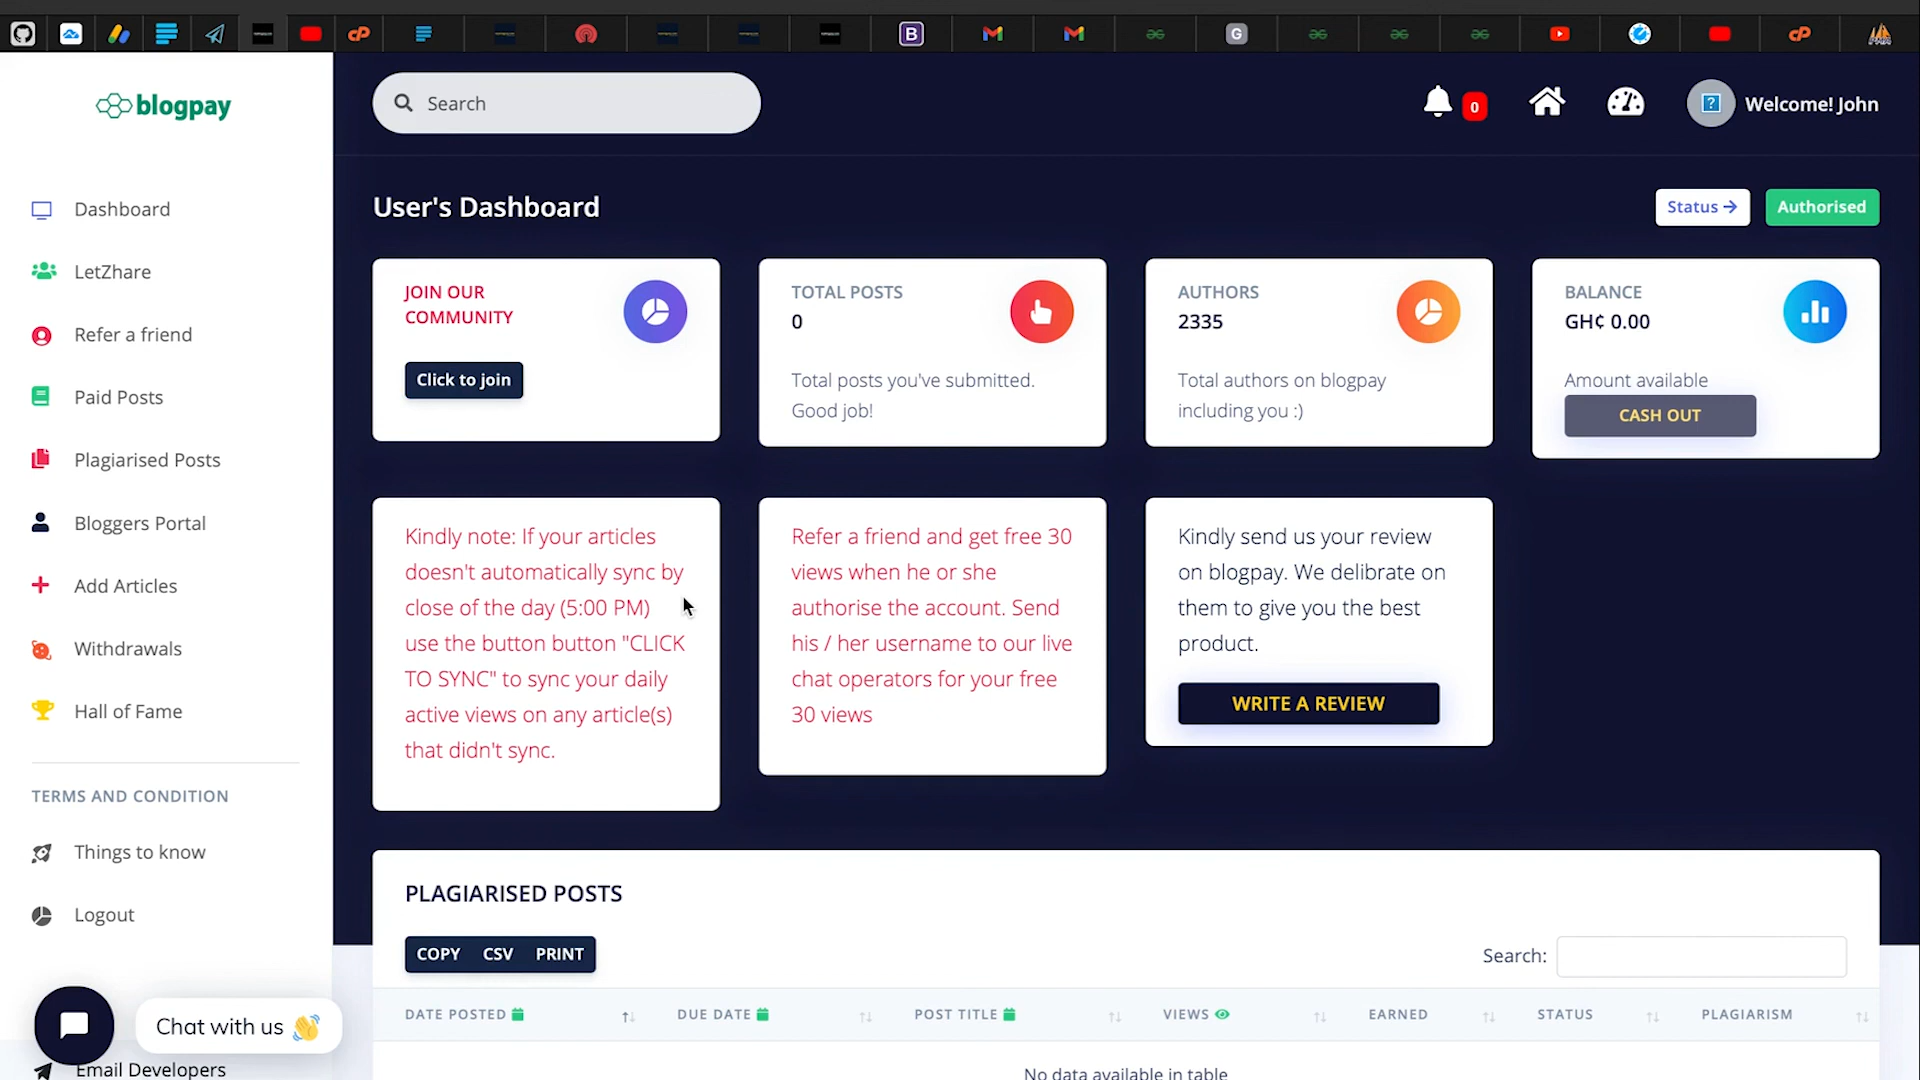 blogpay
Search
0
Welcome! John
Dashboard
LetZhare
Refer a friend
Paid Posts
Plagiarised Posts
Bloggers Portal
Add Articles
Withdrawals
Hall of Fame
TERMS AND CONDITION
Things to know
Logout
Chat with us 👋
Email Developers
User's Dashboard
Status →
Authorised
JOIN OUR
COMMUNITY
Click to join
TOTAL POSTS
0
Total posts you've submitted.
Good job!
AUTHORS
2335
Total authors on blogpay
including you :)
BALANCE
GH¢ 0.00
Amount available
CASH OUT
Kindly note: If your articles
doesn't automatically sync by
close of the day (5:00 PM)
use the button button "CLICK
TO SYNC" to sync your daily
active views on any article(s)
that didn't sync.
Refer a friend and get free 30
views when he or she
authorise the account. Send
his / her username to our live
chat operators for your free
30 views
Kindly send us your review
on blogpay. We delibrate on
them to give you the best
product.
WRITE A REVIEW
PLAGIARISED POSTS
COPY CSV PRINT
Search:
DATE POSTED DUE DATE POST TITLE VIEWS EARNED STATUS PLAGIARISM
No data available in table